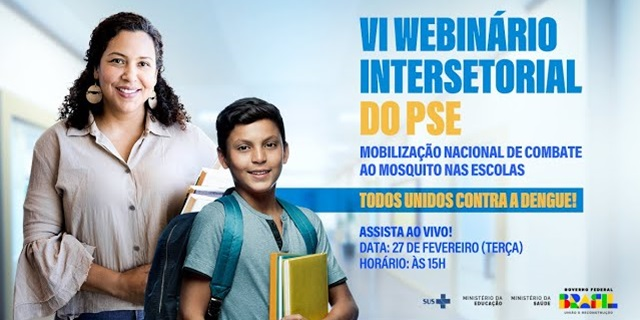 VI WEBINÁRIO
INTERSETORIAL
DO PSE
MOBILIZAÇÃO NACIONAL DE COMBATE
AO MOSQUITO NAS ESCOLAS
TODOS UNIDOS CONTRA A DENGUE!
ASSISTA AO VIVO!
DATA: 27 DE FEVEREIRO (TERÇA)
HORÁRIO: ÀS 15H
SUS
MINISTÉRIO DA
EDUCAÇÃO
MINISTÉRIO DA
SAÚDE
GOVERNO FEDERAL
BRASIL
UNIÃO E RECONSTRUÇÃO